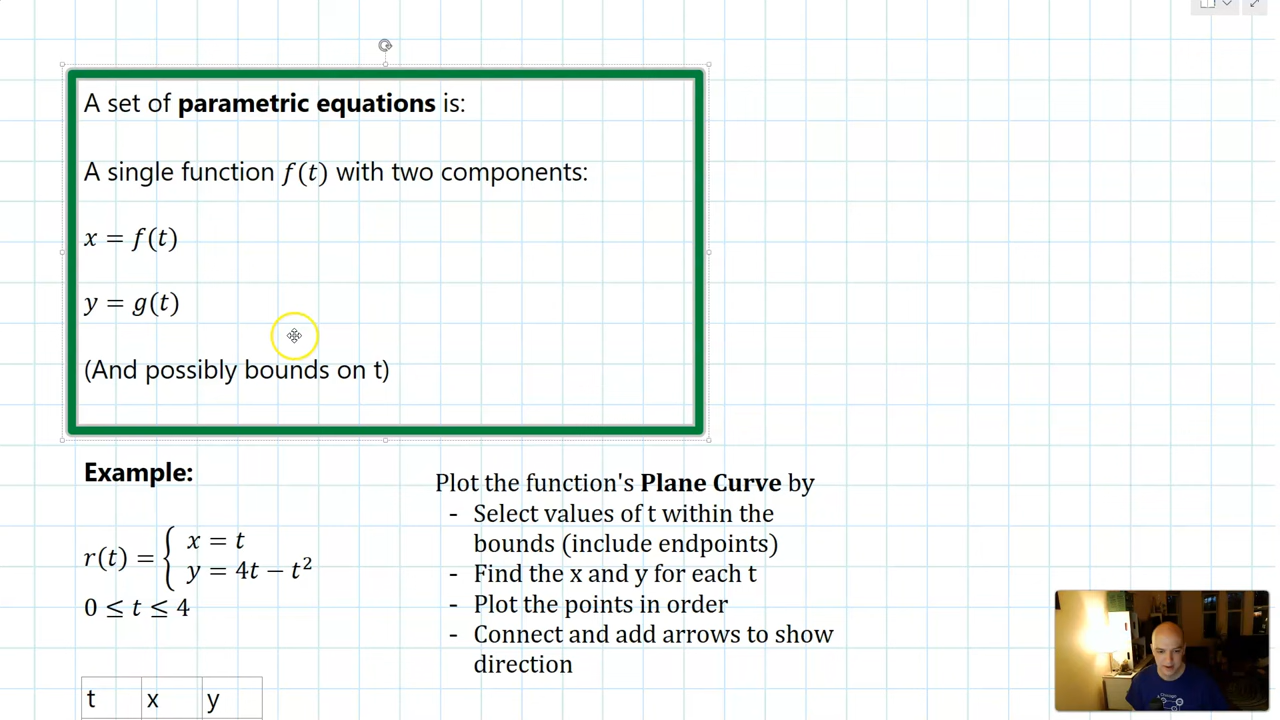 A set of parametric equations is:
A single function f(t) with two components:
x = f(t)
y = g(t)
(And possibly bounds on t)
Example:
r(t) = { x = t
y = 4t − t²
0 ≤ t ≤ 4
Plot the function's Plane Curve by
- Select values of t within the
bounds (include endpoints)
- Find the x and y for each t
- Plot the points in order
- Connect and add arrows to show
direction
t x y